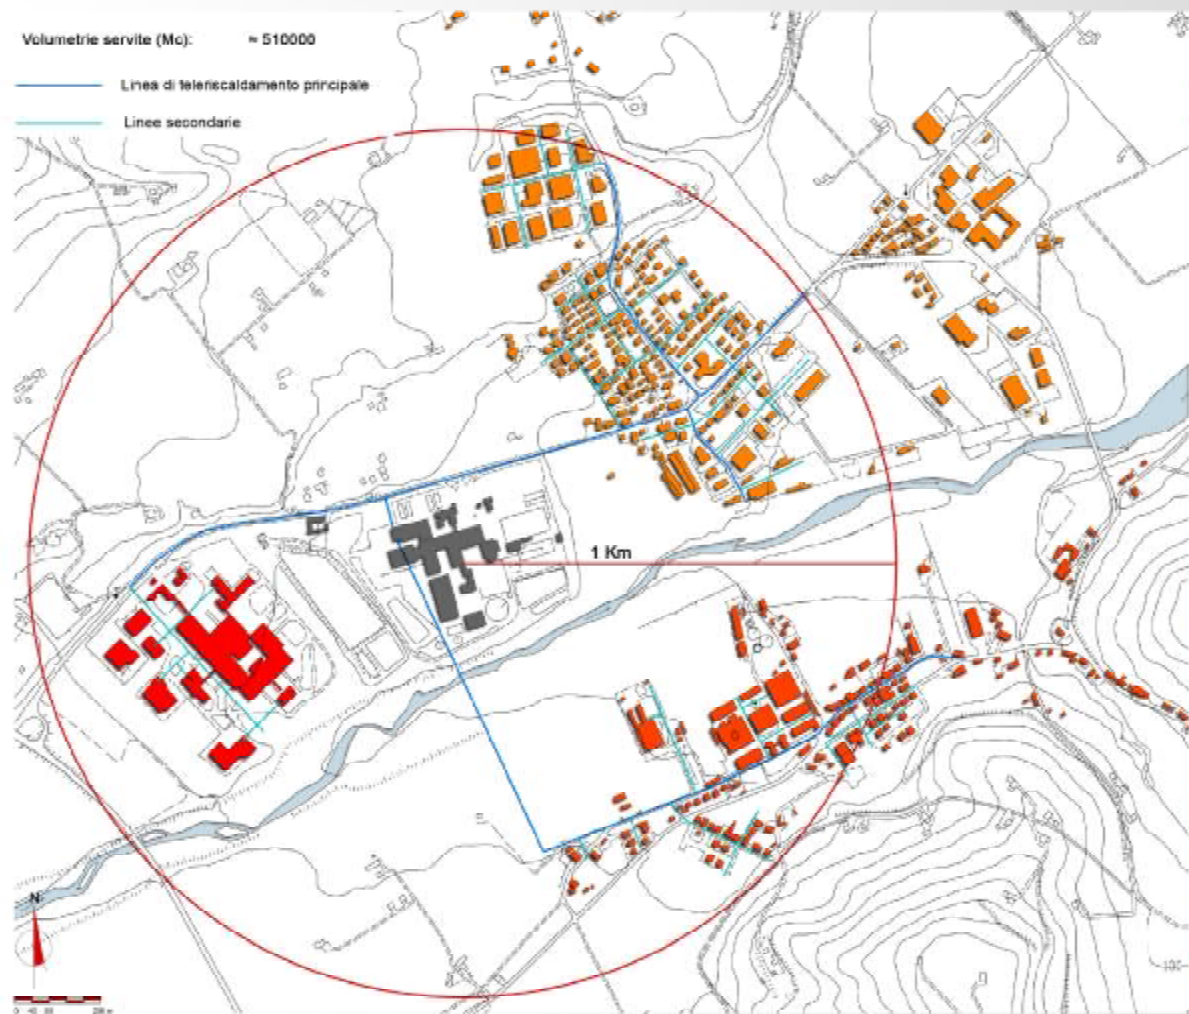 Volumetrie servite (Mc): ≈ 510000
Linea di teleriscaldamento principale
Linee secondarie
1 Km
N